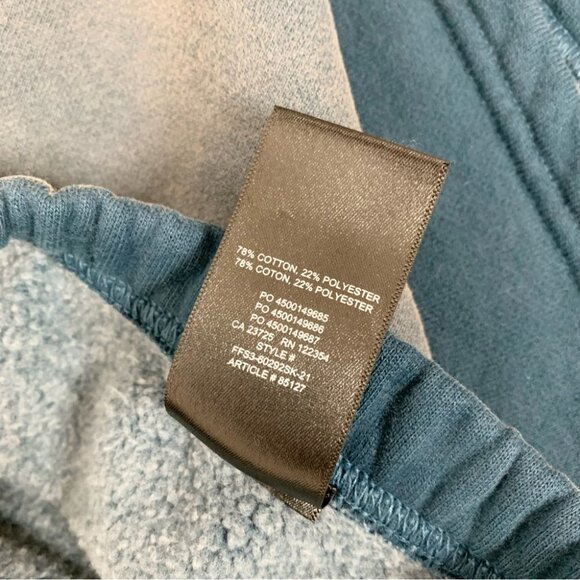 78% COTTON, 22% POLYESTER
78% COTON, 22% POLYESTER
PO 4500149685
PO 4500149686
PO 4500149687
CA 23725 RN 122354
STYLE #
FFS3-80292SK-21
ARTICLE # 85127